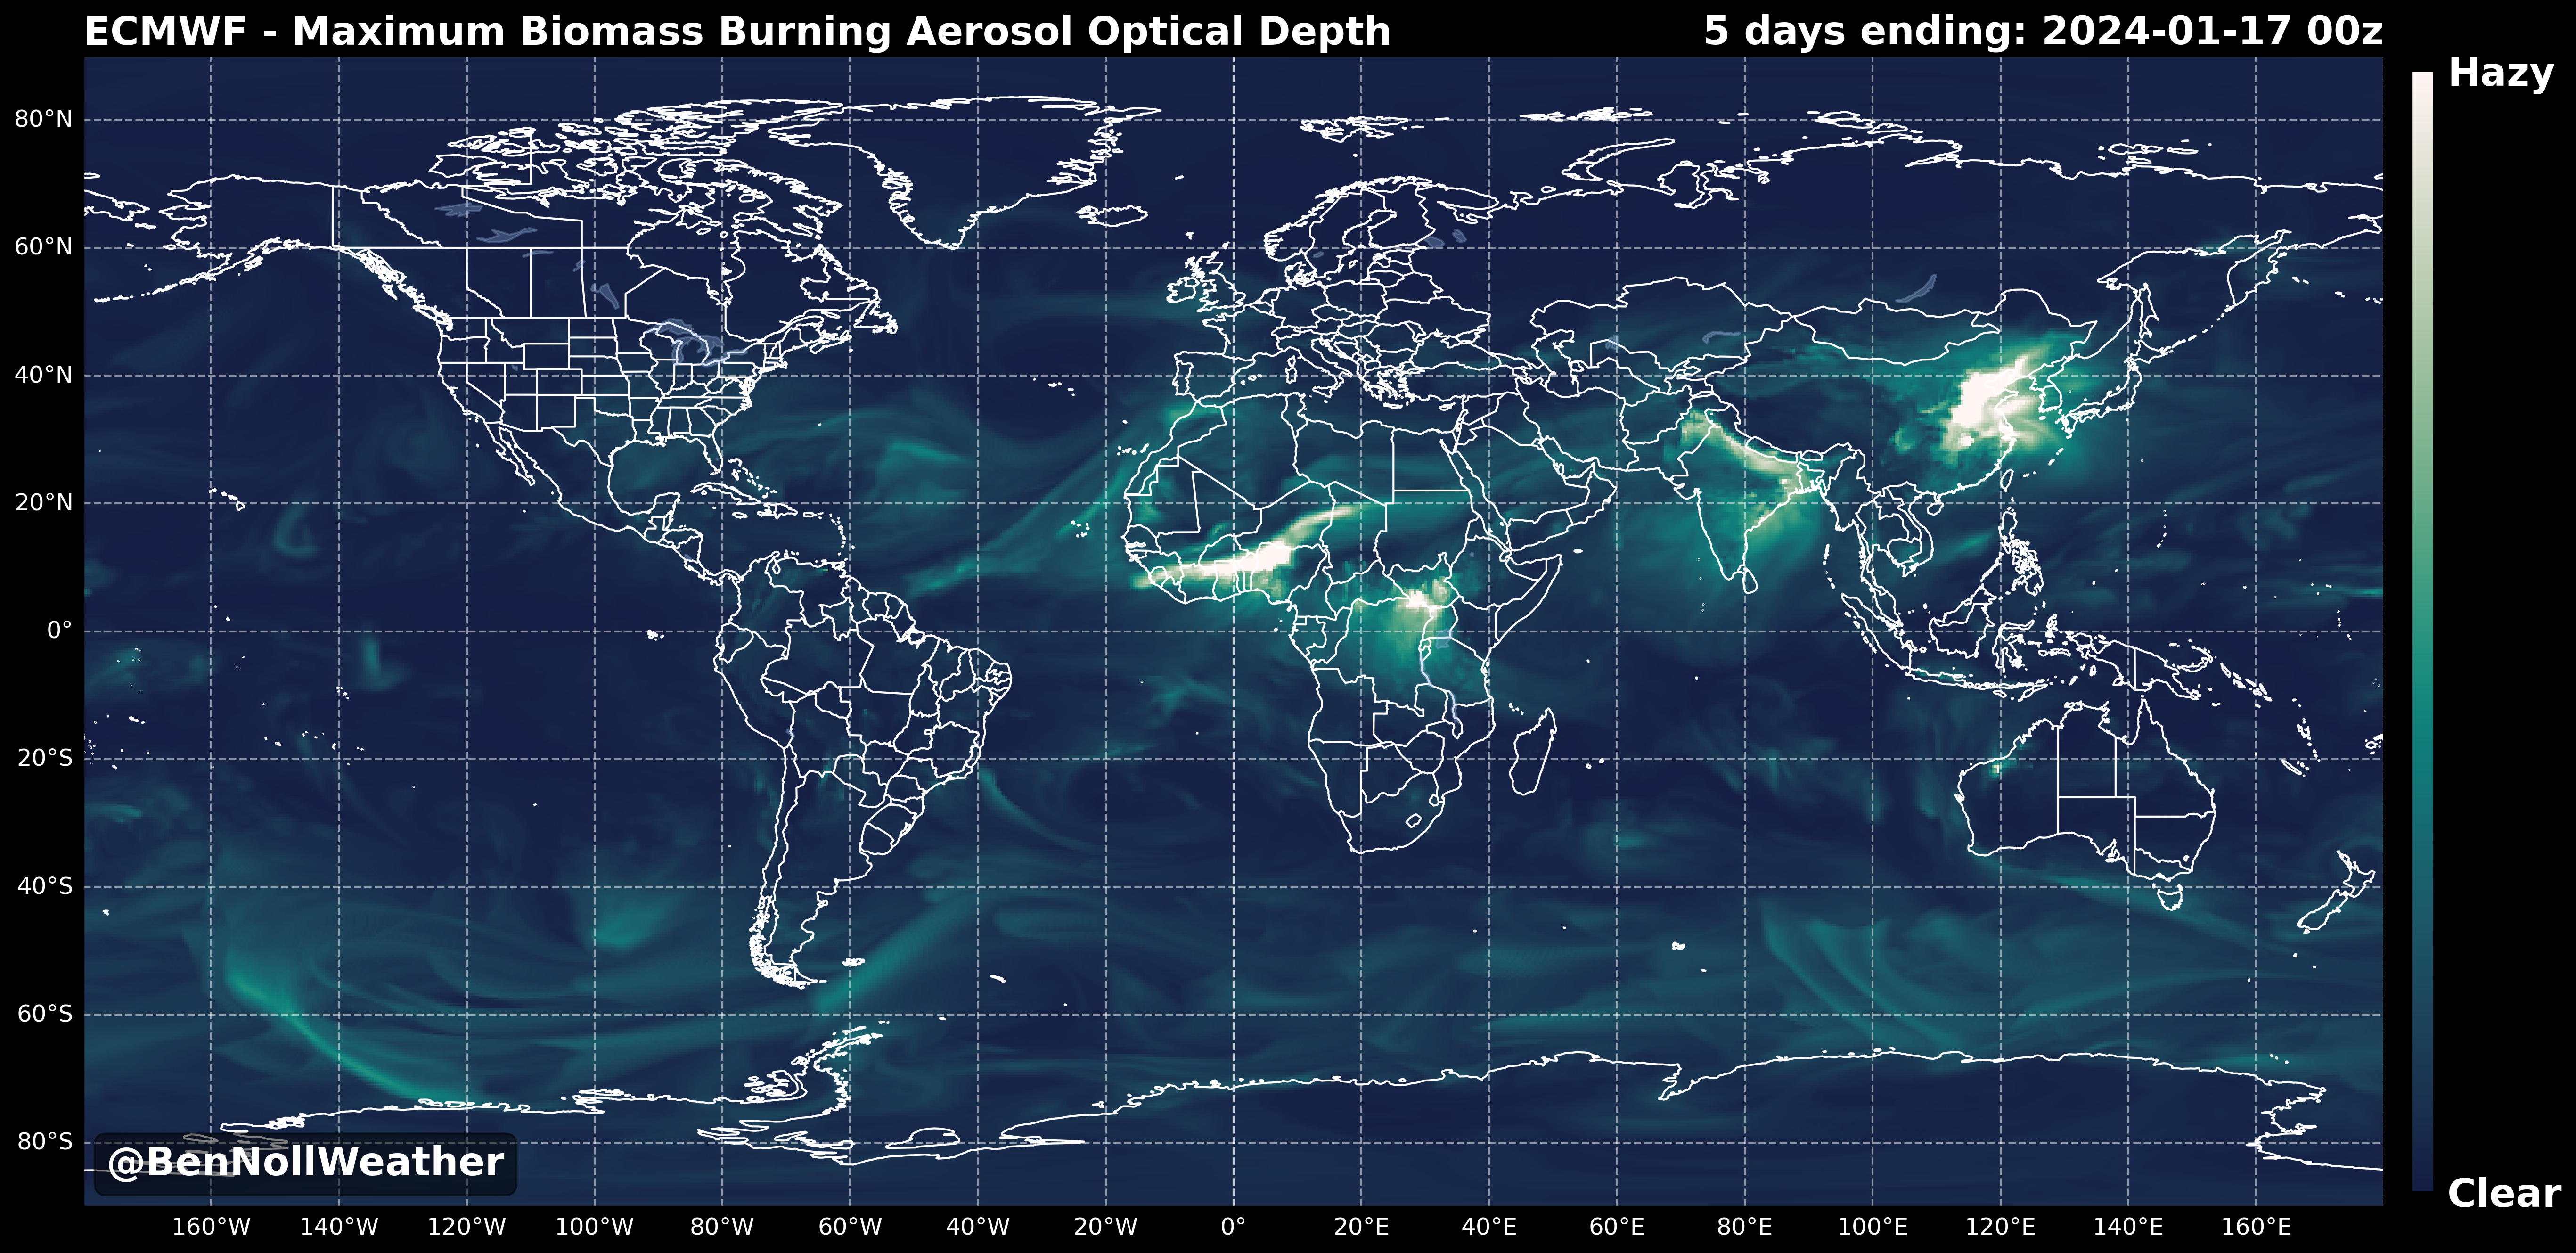 ECMWF - Maximum Biomass Burning Aerosol Optical Depth
5 days ending: 2024-01-17 00z
Hazy
80°N
60°N
40°N
20°N
0°
20°S
40°S
60°S
80°S
@BenNollWeather
Clear
160°W 140°W 120°W 100°W 80°W 60°W 40°W 20°W 0° 20°E 40°E 60°E 80°E 100°E 120°E 140°E 160°E